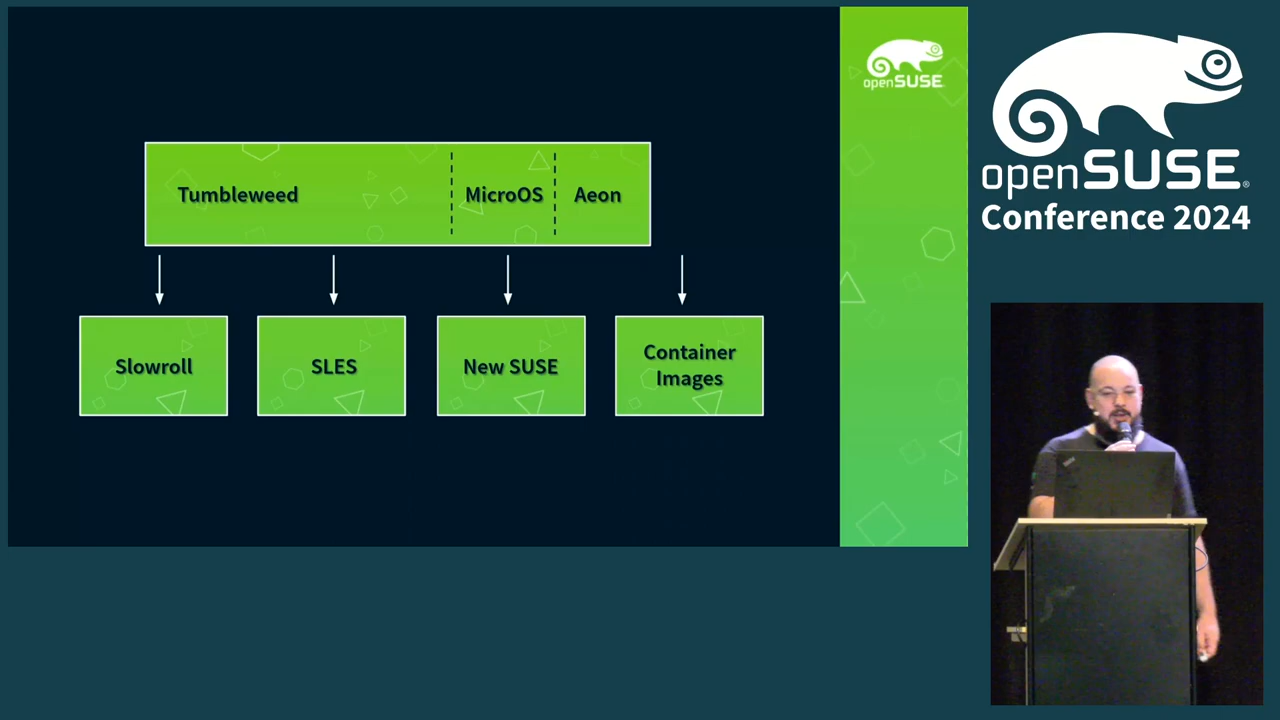 Tumbleweed
MicroOS
Aeon
Slowroll
SLES
New SUSE
Container
Images
openSUSE
openSUSE®
Conference 2024